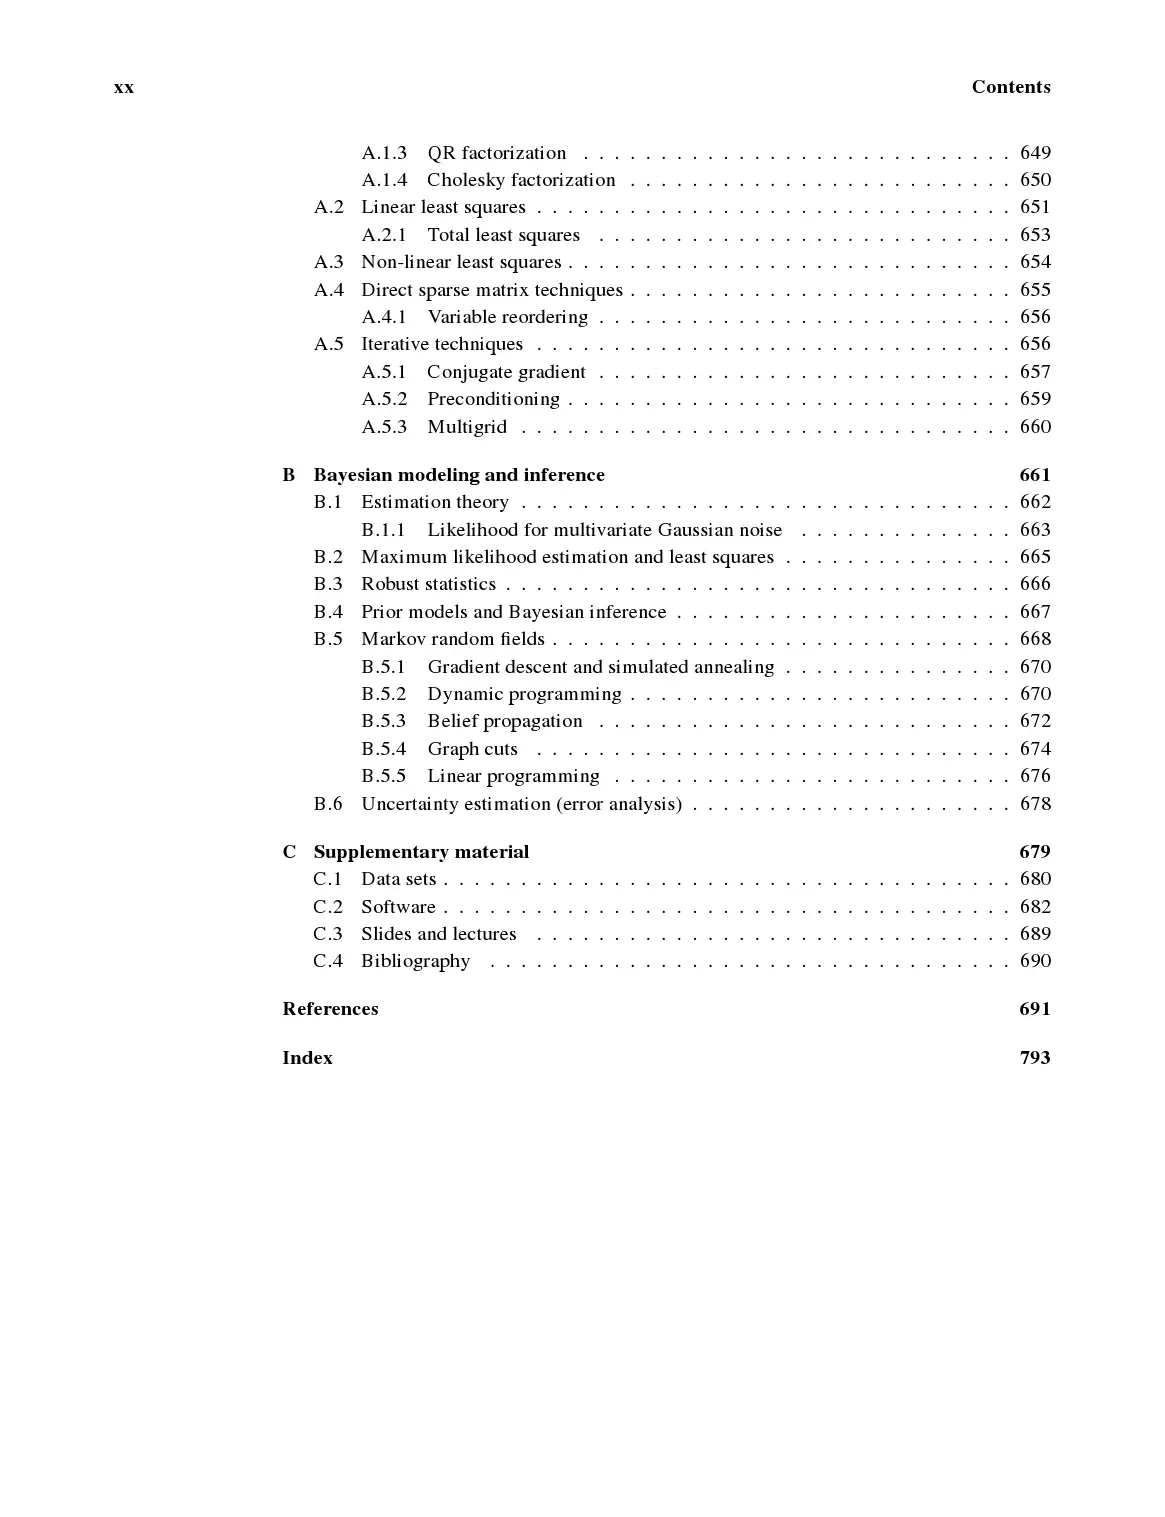 xx Contents
A.1.3 QR factorization . . . . . . . . . . . . . . . . . . . . . . . . . . . . 649
A.1.4 Cholesky factorization . . . . . . . . . . . . . . . . . . . . . . . . . 650
A.2 Linear least squares . . . . . . . . . . . . . . . . . . . . . . . . . . . . . . . 651
A.2.1 Total least squares . . . . . . . . . . . . . . . . . . . . . . . . . . . 653
A.3 Non-linear least squares . . . . . . . . . . . . . . . . . . . . . . . . . . . . . 654
A.4 Direct sparse matrix techniques . . . . . . . . . . . . . . . . . . . . . . . . . 655
A.4.1 Variable reordering . . . . . . . . . . . . . . . . . . . . . . . . . . . 656
A.5 Iterative techniques . . . . . . . . . . . . . . . . . . . . . . . . . . . . . . . 656
A.5.1 Conjugate gradient . . . . . . . . . . . . . . . . . . . . . . . . . . . 657
A.5.2 Preconditioning . . . . . . . . . . . . . . . . . . . . . . . . . . . . . 659
A.5.3 Multigrid . . . . . . . . . . . . . . . . . . . . . . . . . . . . . . . . 660
B Bayesian modeling and inference 661
B.1 Estimation theory . . . . . . . . . . . . . . . . . . . . . . . . . . . . . . . . 662
B.1.1 Likelihood for multivariate Gaussian noise . . . . . . . . . . . . . . 663
B.2 Maximum likelihood estimation and least squares . . . . . . . . . . . . . . . 665
B.3 Robust statistics . . . . . . . . . . . . . . . . . . . . . . . . . . . . . . . . . 666
B.4 Prior models and Bayesian inference . . . . . . . . . . . . . . . . . . . . . . 667
B.5 Markov random fields . . . . . . . . . . . . . . . . . . . . . . . . . . . . . . 668
B.5.1 Gradient descent and simulated annealing . . . . . . . . . . . . . . . 670
B.5.2 Dynamic programming . . . . . . . . . . . . . . . . . . . . . . . . . 670
B.5.3 Belief propagation . . . . . . . . . . . . . . . . . . . . . . . . . . . 672
B.5.4 Graph cuts . . . . . . . . . . . . . . . . . . . . . . . . . . . . . . . 674
B.5.5 Linear programming . . . . . . . . . . . . . . . . . . . . . . . . . . 676
B.6 Uncertainty estimation (error analysis) . . . . . . . . . . . . . . . . . . . . . 678
C Supplementary material 679
C.1 Data sets . . . . . . . . . . . . . . . . . . . . . . . . . . . . . . . . . . . . . 680
C.2 Software . . . . . . . . . . . . . . . . . . . . . . . . . . . . . . . . . . . . . 682
C.3 Slides and lectures . . . . . . . . . . . . . . . . . . . . . . . . . . . . . . . 689
C.4 Bibliography . . . . . . . . . . . . . . . . . . . . . . . . . . . . . . . . . . 690
References 691
Index 793